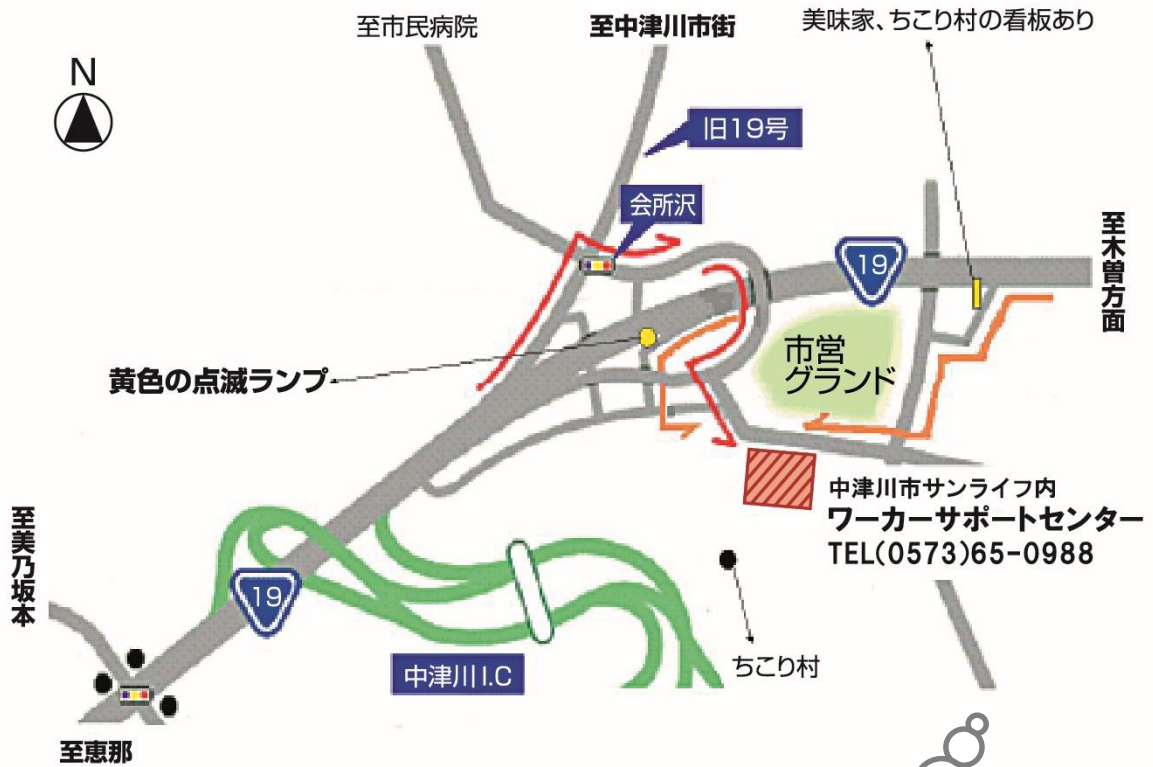 至市民病院
至中津川市街
美味家、ちこり村の看板あり
N
旧19号
会所沢
19
至木曽方面
黄色の点滅ランプ
市営
グランド
中津川市サンライフ内
ワーカーサポートセンター
TEL(0573)65-0988
至美乃坂本
19
中津川I.C
ちこり村
至恵那